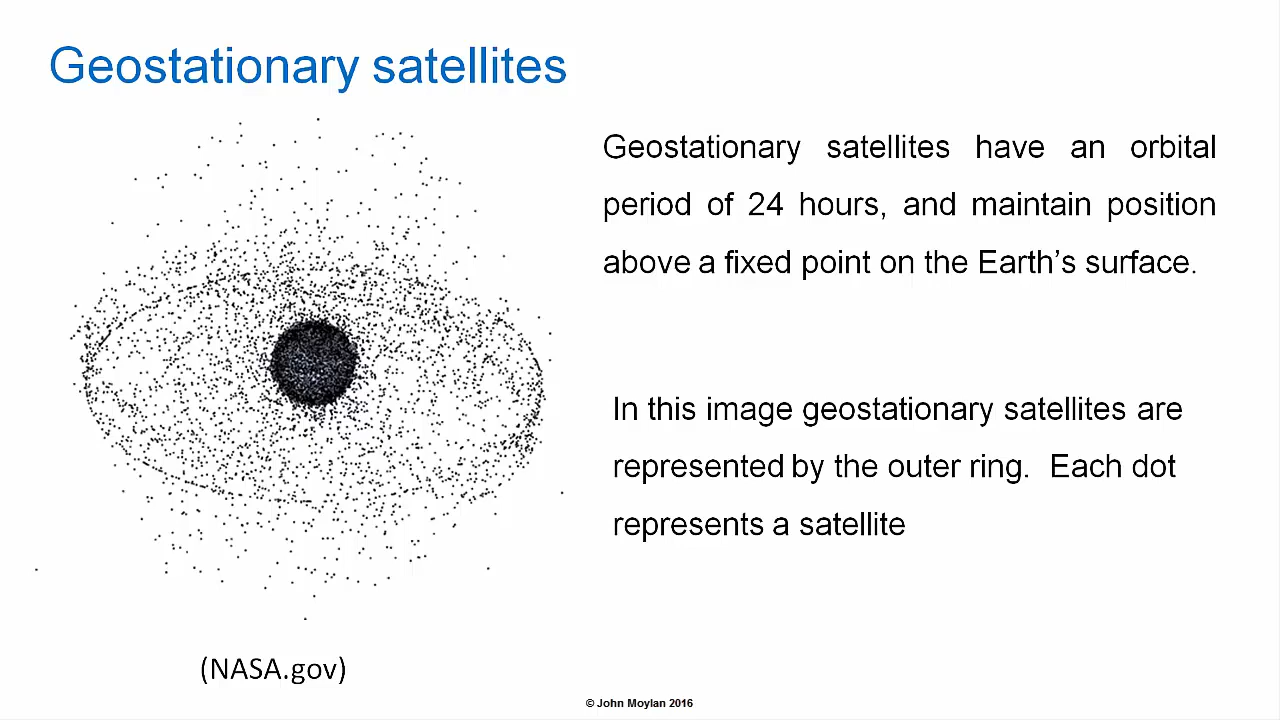 Geostationary satellites
Geostationary satellites have an orbital
period of 24 hours, and maintain position
above a fixed point on the Earth’s surface.
In this image geostationary satellites are
represented by the outer ring.  Each dot
represents a satellite
(NASA.gov)
© John Moylan 2016